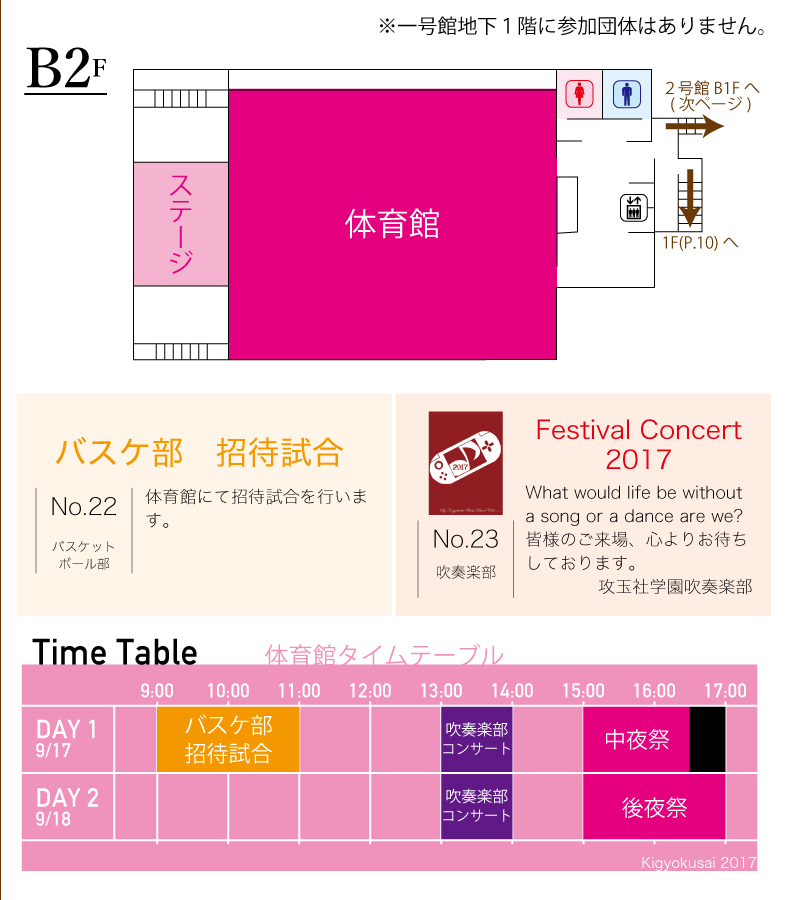 ※一号館地下1階に参加団体はありません。
B2F
2号館B1Fへ
(次ページ)
ステージ
体育館
1F(P.10)へ
バスケ部　招待試合
No.22
バスケット
ボール部
体育館にて招待試合を行いま
す。
2017
No.23
吹奏楽部
Festival Concert
2017
What would life be without
a song or a dance are we?
皆様のご来場、心よりお待ち
しております。
攻玉社学園吹奏楽部
Time Table 体育館タイムテーブル
9:00 10:00 11:00 12:00 13:00 14:00 15:00 16:00 17:00
DAY 1
9/17
バスケ部
招待試合
吹奏楽部
コンサート
中夜祭
DAY 2
9/18
吹奏楽部
コンサート
後夜祭
Kigyokusai 2017